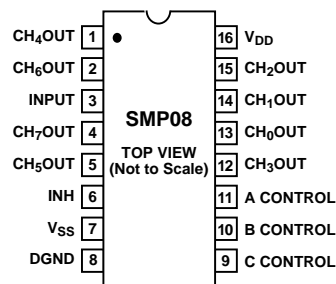 CH4OUT 1
CH6OUT 2
INPUT 3
CH7OUT 4
CH5OUT 5
INH 6
VSS 7
DGND 8
SMP08
TOP VIEW
(Not to Scale)
16 VDD
15 CH2OUT
14 CH1OUT
13 CH0OUT
12 CH3OUT
11 A CONTROL
10 B CONTROL
9 C CONTROL